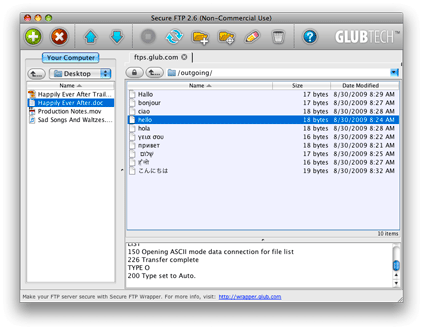 Secure FTP 2.6 (Non-Commercial Use)
GLUBTECH™
Your Computer
ftps.glub.com
Desktop
/outgoing/
Name
Happily Ever After Trail...
Happily Ever After.doc
Production Notes.mov
Sad Songs And Waltzes....
Name Size Date Modified
Hallo 17 bytes 8/30/2009 8:29 AM
bonjour 17 bytes 8/30/2009 8:27 AM
ciao 18 bytes 8/30/2009 8:28 AM
hello 18 bytes 8/30/2009 8:24 AM
hola 18 bytes 8/30/2009 8:28 AM
γεια σου 16 bytes 8/30/2009 8:22 AM
привет 18 bytes 8/30/2009 8:21 AM
שלום 17 bytes 8/30/2009 8:25 AM
16 bytes 8/30/2009 8:27 AM
こんにちは 19 bytes 8/30/2009 8:32 AM
10 items
LIST
150 Opening ASCII mode data connection for file list
226 Transfer complete
TYPE O
200 Type set to Auto.
Make your FTP server secure with Secure FTP Wrapper. For more info, visit: http://wrapper.glub.com